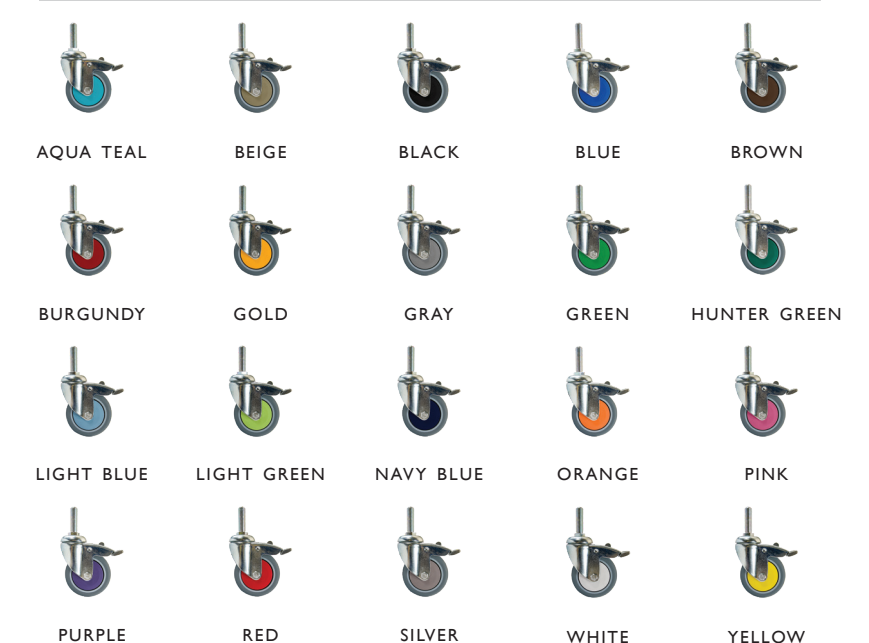 AQUA TEAL
BEIGE
BLACK
BLUE
BROWN
BURGUNDY
GOLD
GRAY
GREEN
HUNTER GREEN
LIGHT BLUE
LIGHT GREEN
NAVY BLUE
ORANGE
PINK
PURPLE
RED
SILVER
WHITE
YELLOW